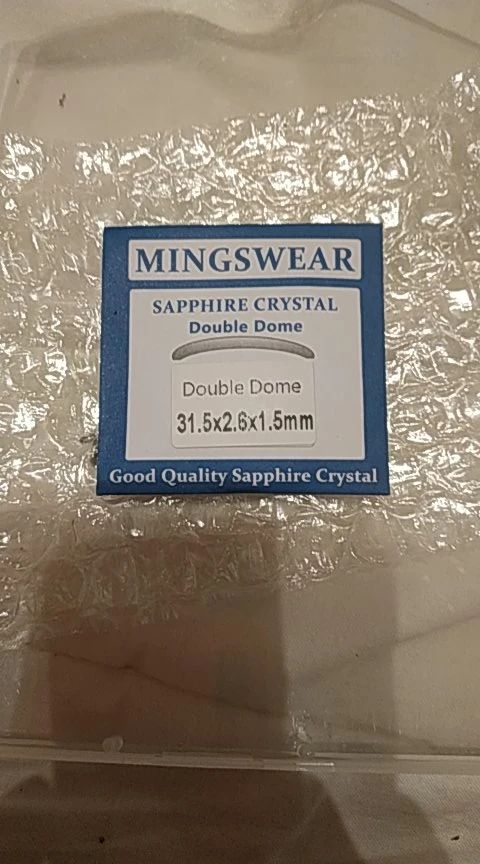 MINGSWEAR
SAPPHIRE CRYSTAL
Double Dome
Double Dome
31.5x2.6x1.5mm
Good Quality Sapphire Crystal